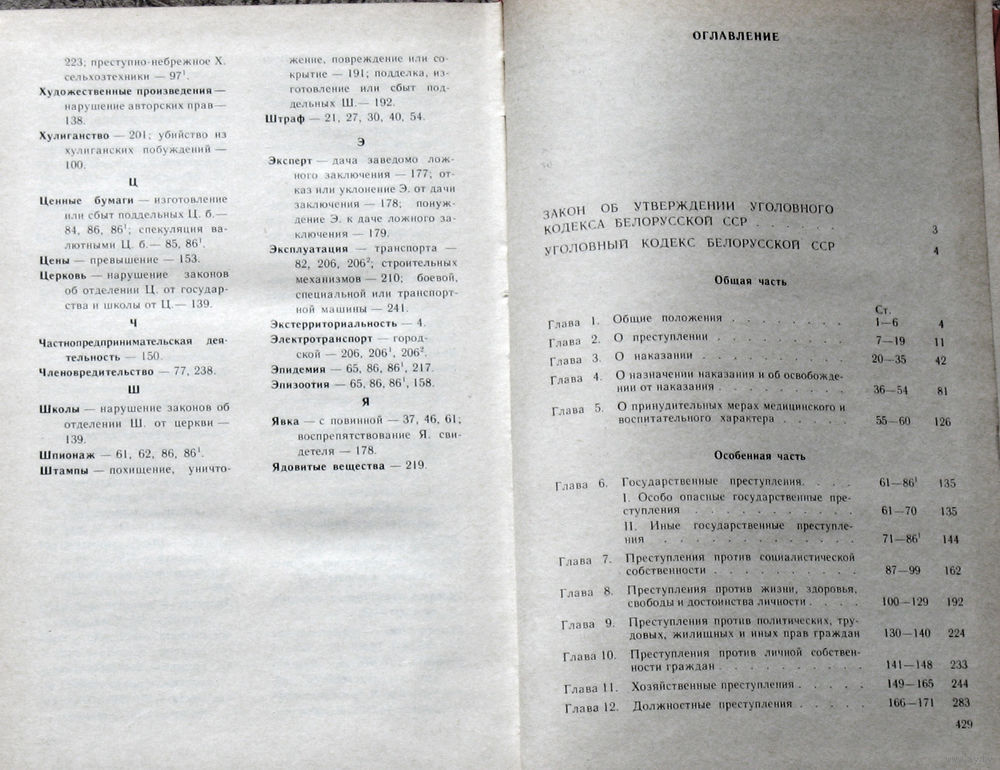 223; преступно-небрежное Х.
сельхозтехники — 97¹.
Художественные произведения —
нарушение авторских прав —
138.
Хулиганство — 201; убийство из
хулиганских побуждений —
100.
Ц
Ценные бумаги — изготовление
или сбыт поддельных Ц. б.—
84, 86, 86¹; спекуляция ва-
лютными Ц. б.— 85, 86¹.
Цены — превышение — 153.
Церковь — нарушение законов
об отделении Ц. от государ-
ства и школы от Ц.— 139.
Ч
Частнопредпринимательская дея-
тельность — 150.
Членовредительство — 77, 238.
Ш
Школы — нарушение законов об
отделении Ш. от церкви —
139.
Шпионаж — 61, 62, 86, 86¹.
Штампы — похищение, уничто-
жение, повреждение или со-
крытие — 191; подделка, из-
готовление или сбыт под-
дельных Ш.— 192.
Штраф — 21, 27, 30, 40, 54.
Э
Эксперт — дача заведомо лож-
ного заключения — 177; от-
каз или уклонение Э. от дачи
заключения — 178; понуж-
дение Э. к даче ложного за-
ключения — 179.
Эксплуатация — транспорта —
82, 206, 206²; строительных
механизмов — 210; боевой,
специальной или транспорт-
ной машины — 241.
Экстерриториальность — 4.
Электротранспорт — город-
ской — 206, 206¹, 206².
Эпидемия — 65, 86, 86¹, 217.
Эпизоотия — 65, 86, 86¹, 158.
Я
Явка — с повинной — 37, 46, 61;
воспрепятствование Я. сви-
детеля — 178.
Ядовитые вещества — 219.
ОГЛАВЛЕНИЕ
ЗАКОН ОБ УТВЕРЖДЕНИИ УГОЛОВНОГО
КОДЕКСА БЕЛОРУССКОЙ ССР . . . . . . 3
УГОЛОВНЫЙ КОДЕКС БЕЛОРУССКОЙ ССР 4
Общая часть
Ст.
Глава 1. Общие положения . . . . . . . . 1—6 4
Глава 2. О преступлении . . . . . . . . 7—19 11
Глава 3. О наказании . . . . . . . . . 20—35 42
Глава 4. О назначении наказания и об освобожде-
нии от наказания . . . . . . . . 36—54 81
Глава 5. О принудительных мерах медицинского и
воспитательного характера . . . . . 55—60 126
Особенная часть
Глава 6. Государственные преступления. . . . 61—86¹ 135
I. Особо опасные государственные пре-
ступления . . . . . . . . . . 61—70 135
II. Иные государственные преступле-
ния . . . . . . . . . . . . 71—86¹ 144
Глава 7. Преступления против социалистической
собственности . . . . . . . . . . 87—99 162
Глава 8. Преступления против жизни, здоровья,
свободы и достоинства личности . . . . 100—129 192
Глава 9. Преступления против политических, тру-
довых, жилищных и иных прав граждан 130—140 224
Глава 10. Преступления против личной собствен-
ности граждан . . . . . . . . . . 141—148 233
Глава 11. Хозяйственные преступления . . . . . 149—165 244
Глава 12. Должностные преступления . . . . . 166—171 283
429